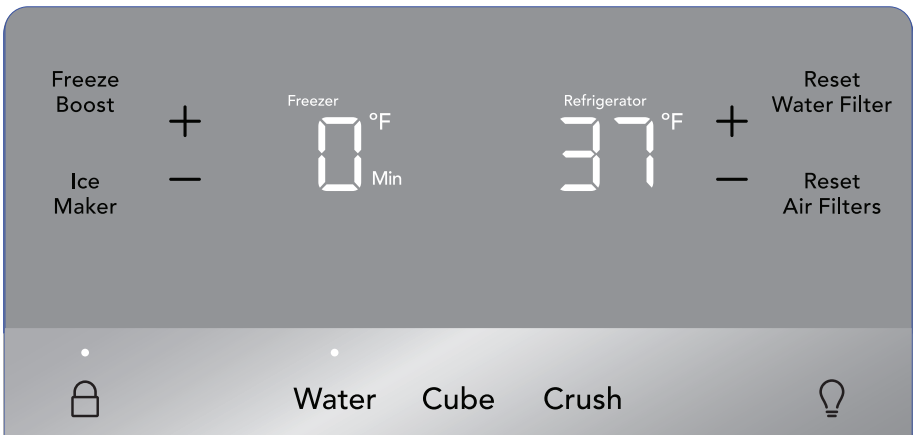 Freeze
Boost
Ice
Maker
+
−
Freezer
0 °F
Min
Refrigerator
37 °F
+
−
Reset
Water Filter
Reset
Air Filters
Water Cube Crush